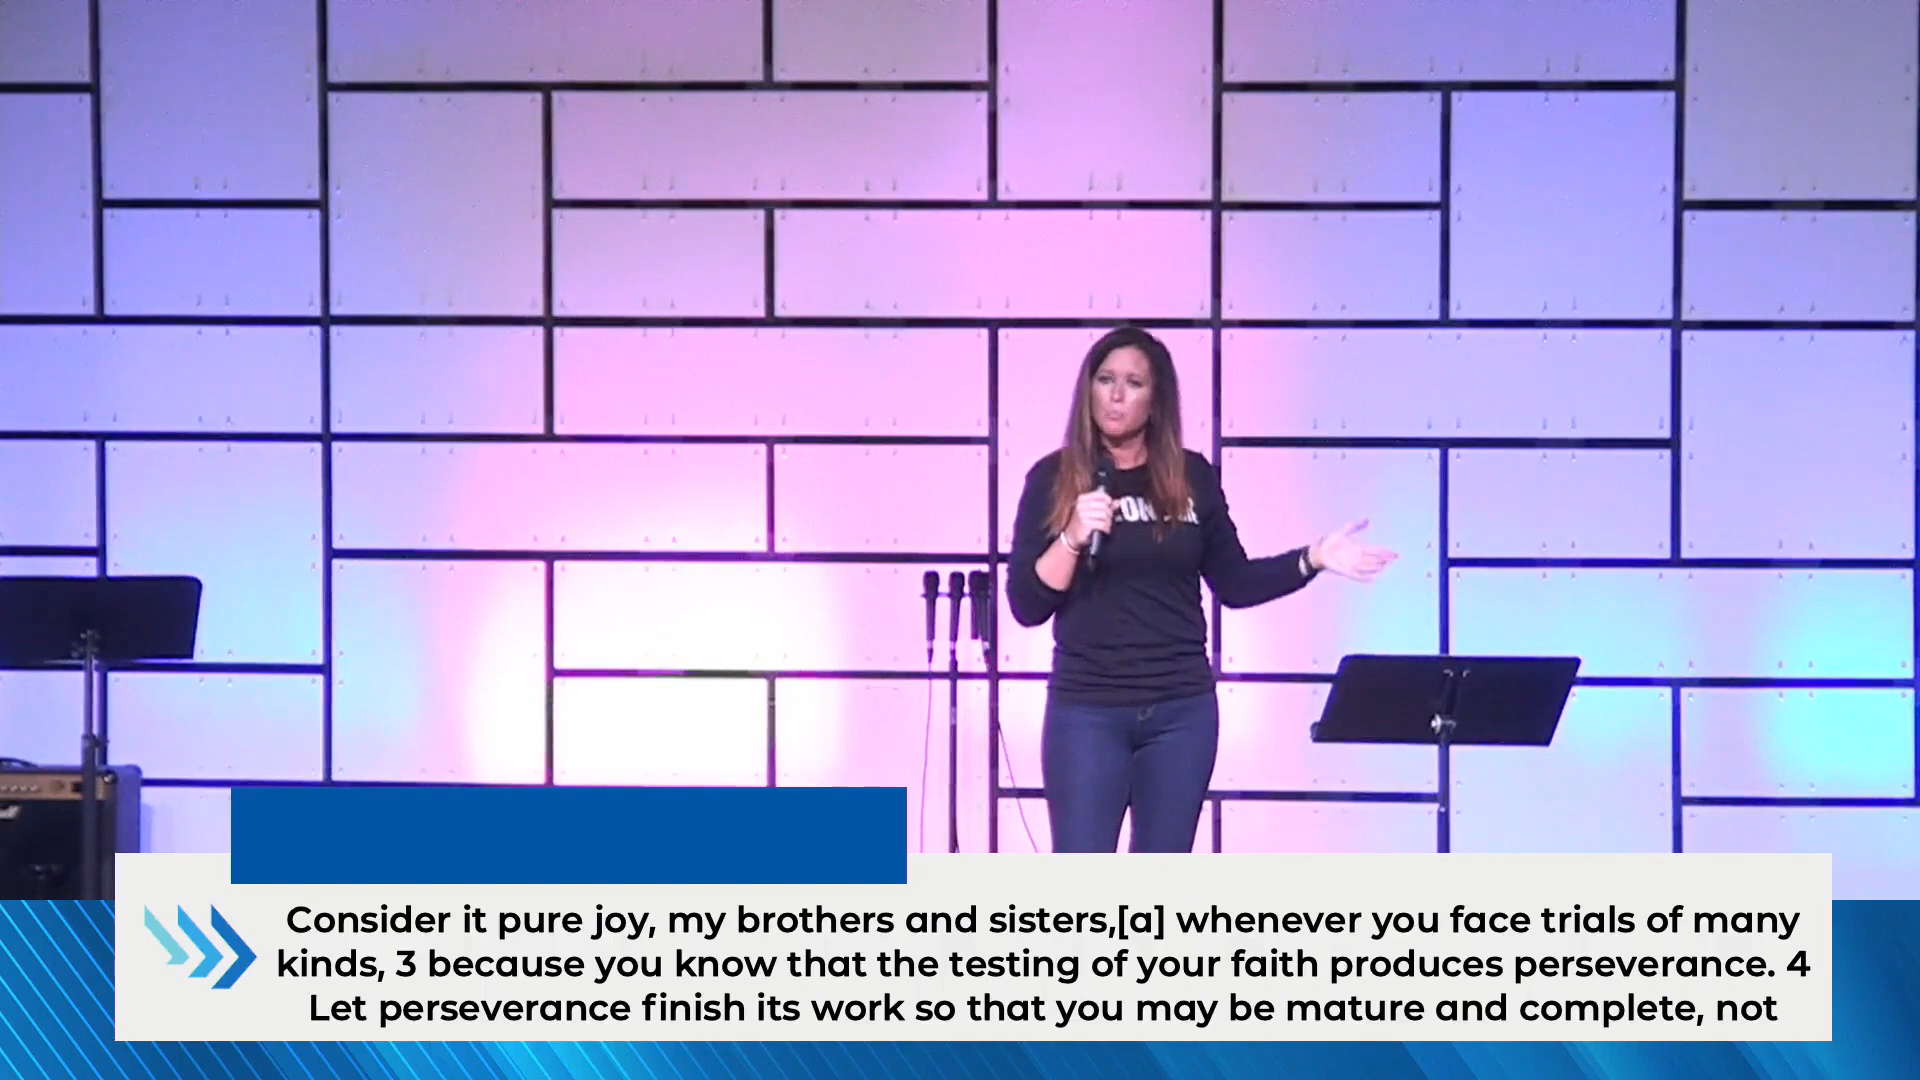 Consider it pure joy, my brothers and sisters,[a] whenever you face trials of many
kinds, 3 because you know that the testing of your faith produces perseverance. 4
Let perseverance finish its work so that you may be mature and complete, not